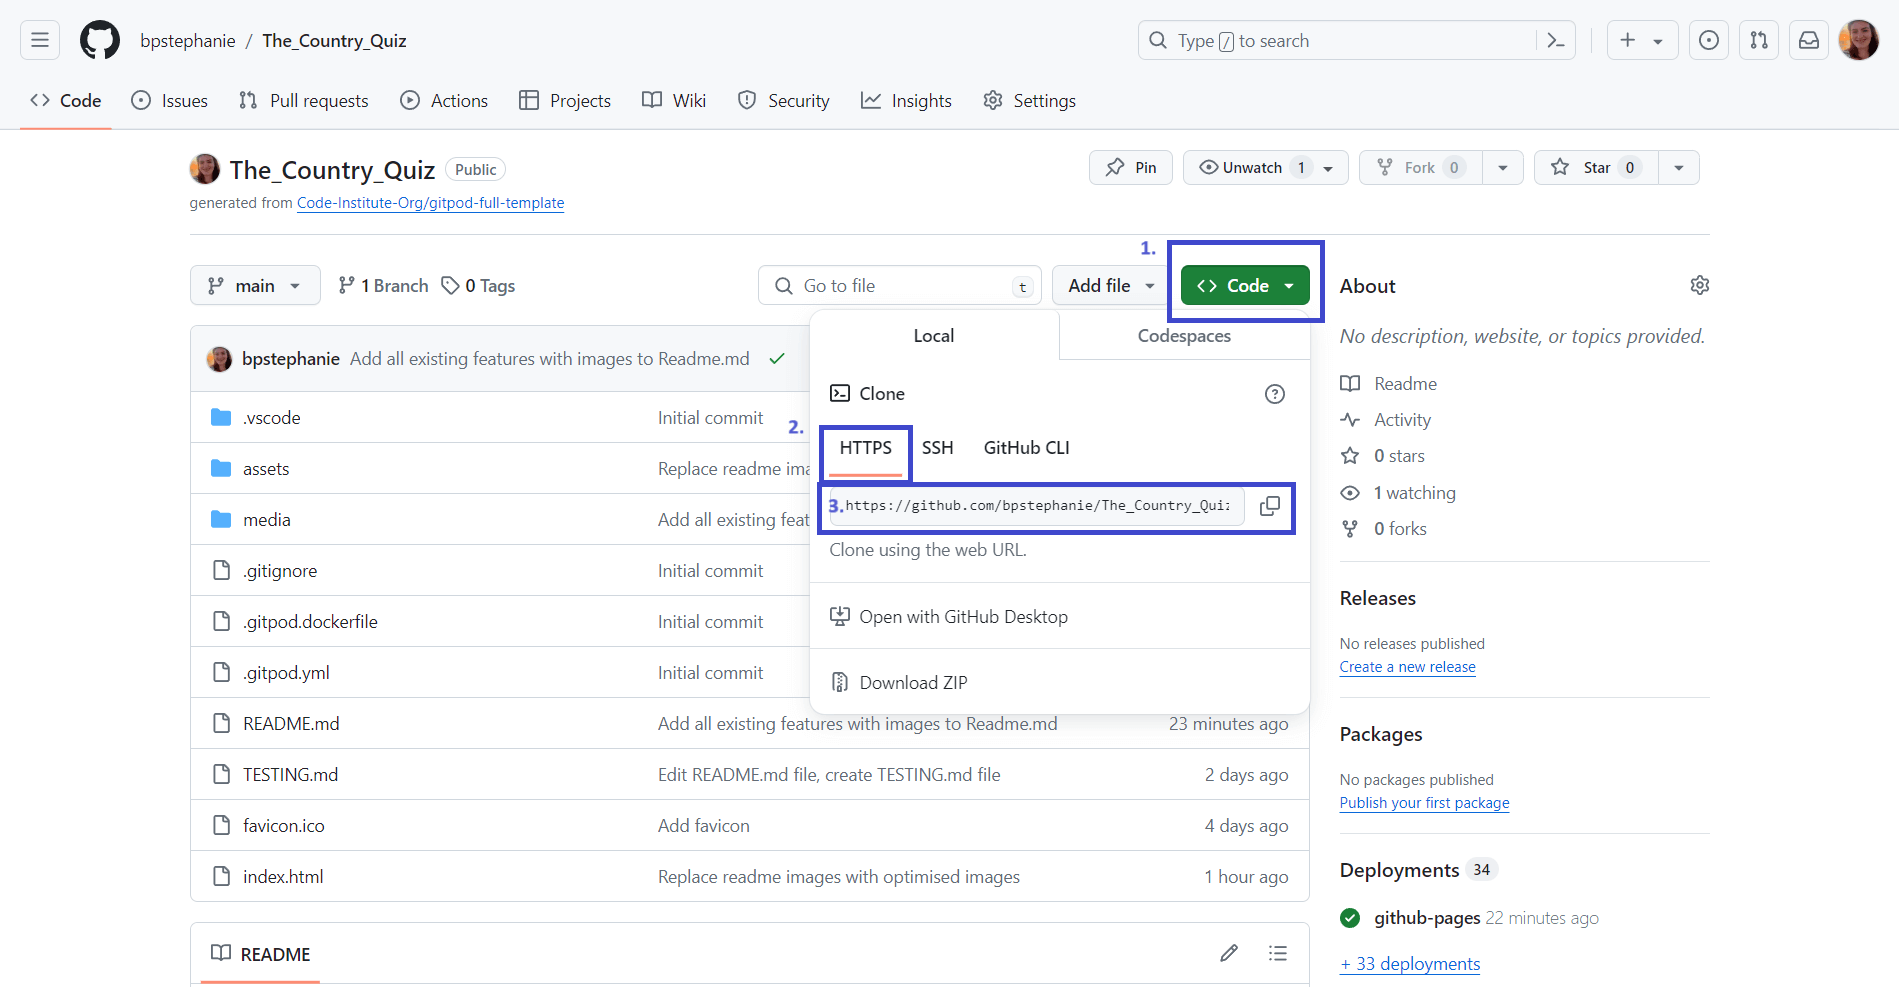 bpstephanie / The_Country_Quiz
Type / to search
Code Issues Pull requests Actions Projects Wiki Security Insights Settings
The_Country_Quiz Public
Pin Unwatch 1 Fork 0 Star 0
generated from Code-Institute-Org/gitpod-full-template
1.
main 1 Branch 0 Tags Go to file t Add file Code
About
No description, website, or topics provided.
Readme
Activity
0 stars
1 watching
0 forks
Local Codespaces
Clone
2.
HTTPS SSH GitHub CLI
3. https://github.com/bpstephanie/The_Country_Quiz
Clone using the web URL.
Open with GitHub Desktop
Download ZIP
bpstephanie Add all existing features with images to Readme.md
.vscode Initial commit
assets Replace readme ima
media Add all existing feat
.gitignore Initial commit
.gitpod.dockerfile Initial commit
.gitpod.yml Initial commit
README.md Add all existing features with images to Readme.md 23 minutes ago
TESTING.md Edit README.md file, create TESTING.md file 2 days ago
favicon.ico Add favicon 4 days ago
index.html Replace readme images with optimised images 1 hour ago
README
Releases
No releases published
Create a new release
Packages
No packages published
Publish your first package
Deployments 34
github-pages 22 minutes ago
+ 33 deployments